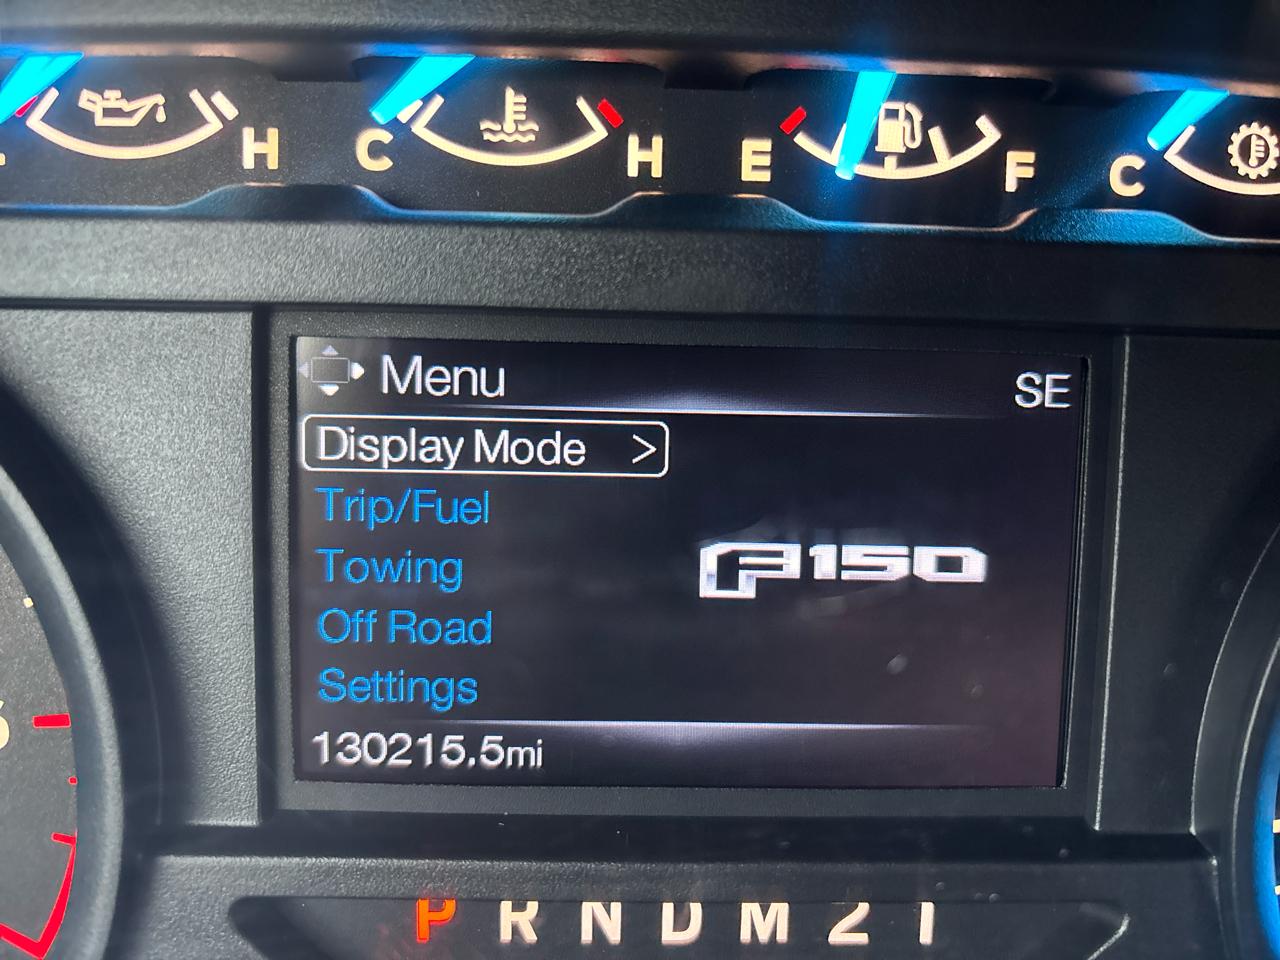 H C H E F C
Menu SE
Display Mode >
Trip/Fuel
Towing
Off Road
F150
Settings
130215.5mi
P R N D M 2 1